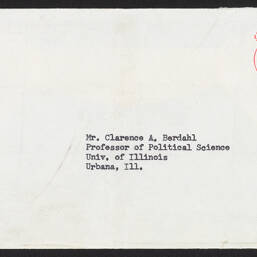 Mr. Clarence A. Berdahl
Professor of Political Science
Univ. of Illinois
Urbana, Ill.